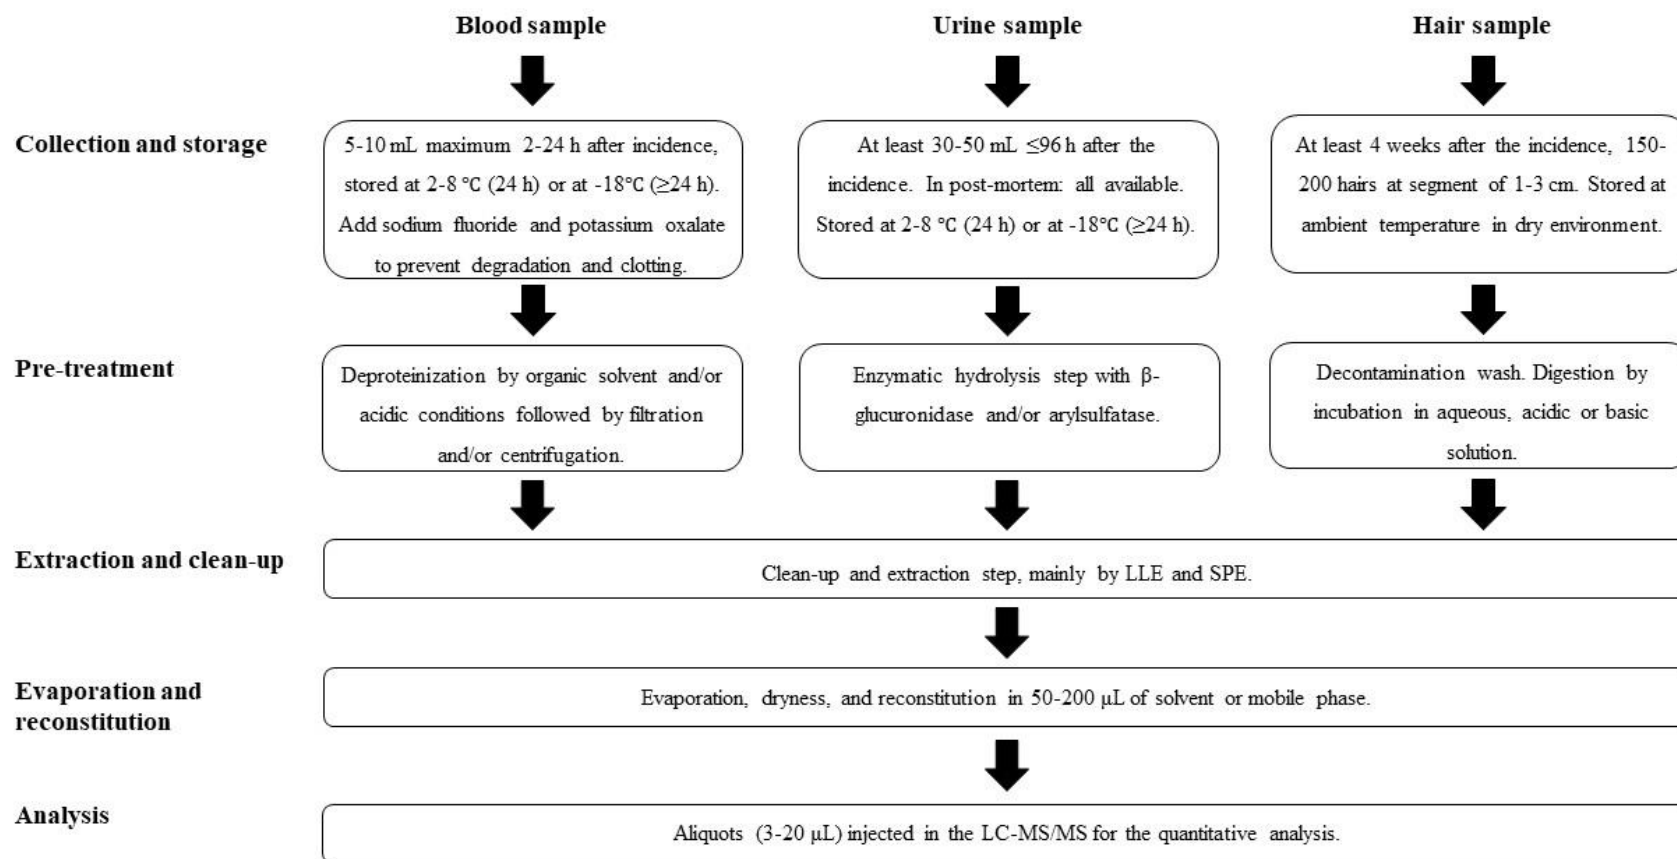 Blood sample
Urine sample
Hair sample
Collection and storage
5-10 mL maximum 2-24 h after incidence,
stored at 2-8 °C (24 h) or at -18°C (≥24 h).
Add sodium fluoride and potassium oxalate
to prevent degradation and clotting.
At least 30-50 mL ≤96 h after the
incidence. In post-mortem: all available.
Stored at 2-8 °C (24 h) or at -18°C (≥24 h).
At least 4 weeks after the incidence, 150-
200 hairs at segment of 1-3 cm. Stored at
ambient temperature in dry environment.
Pre-treatment
Deproteinization by organic solvent and/or
acidic conditions followed by filtration
and/or centrifugation.
Enzymatic hydrolysis step with β-
glucuronidase and/or arylsulfatase.
Decontamination wash. Digestion by
incubation in aqueous, acidic or basic
solution.
Extraction and clean-up
Clean-up and extraction step, mainly by LLE and SPE.
Evaporation and
reconstitution
Evaporation, dryness, and reconstitution in 50-200 μL of solvent or mobile phase.
Analysis
Aliquots (3-20 μL) injected in the LC-MS/MS for the quantitative analysis.